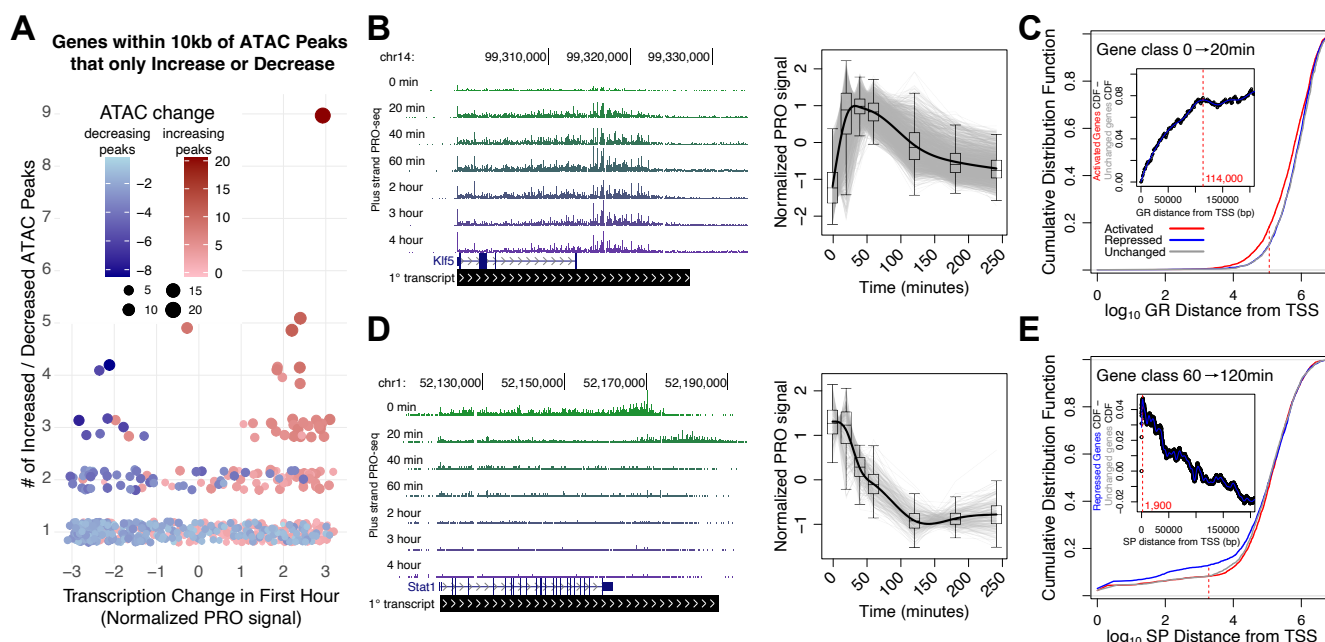 A
Genes within 10kb of ATAC Peaks
that only Increase or Decrease
# of Increased / Decreased ATAC Peaks
9
8
7
6
5
4
3
2
1
ATAC change
decreasing peaks
increasing peaks
−2
−4
−6
−8
20
15
10
5
0
5
10
15
20
−3 −2 −1 0 1 2 3
Transcription Change in First Hour
(Normalized PRO signal)
B
chr14:
99,310,000
99,320,000
99,330,000
Plus strand PRO-seq
0 min
20 min
40 min
60 min
2 hour
3 hour
4 hour
Klf5
1° transcript
Normalized PRO signal
2
1
0
−1
−2
0 50 100 150 200 250
Time (minutes)
C
Cumulative Distribution Function
0.2 0.4 0.6 0.8 1
Gene class 0→20min
Activated Genes CDF −
Unchanged genes CDF
0.00 0.04 0.08
114,000
0 50000 150000
GR distance from TSS (bp)
Activated
Repressed
Unchanged
0 2 4 6
log10 GR Distance from TSS
D
chr1:
52,130,000
52,150,000
52,170,000
52,190,000
Plus strand PRO-seq
0 min
20 min
40 min
60 min
2 hour
3 hour
4 hour
Stat1
1° transcript
Normalized PRO signal
2
1
0
−1
0 50 100 150 200 250
Time (minutes)
E
Cumulative Distribution Function
0.2 0.4 0.6 0.8 1
Gene class 60→120min
Repressed Genes CDF −
Unchanged genes CDF
0.00 0.02 0.04
1,900
0 50000 150000
SP distance from TSS (bp)
0 2 4 6
log10 SP Distance from TSS